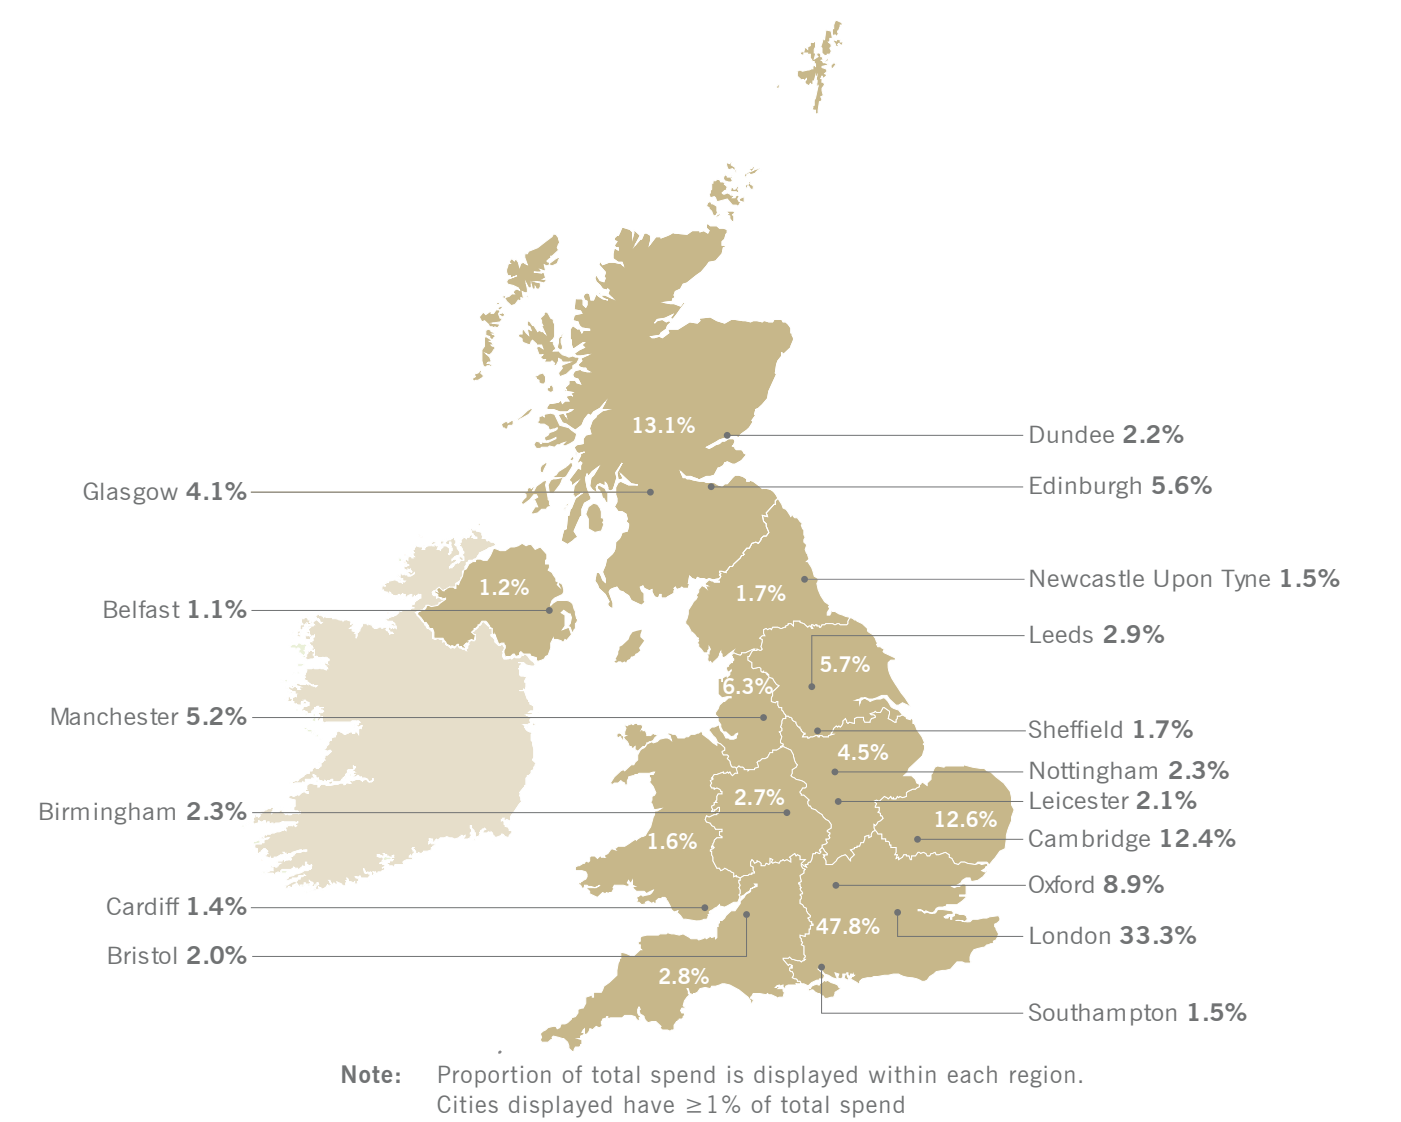 13.1%
Dundee 2.2%
Glasgow 4.1%
Edinburgh 5.6%
1.2%
1.7%
Newcastle Upon Tyne 1.5%
Belfast 1.1%
Leeds 2.9%
5.7%
6.3%
Manchester 5.2%
Sheffield 1.7%
4.5%
Nottingham 2.3%
2.7%
Leicester 2.1%
Birmingham 2.3%
12.6%
1.6%
Cambridge 12.4%
Oxford 8.9%
Cardiff 1.4%
47.8%
London 33.3%
Bristol 2.0%
2.8%
Southampton 1.5%
Note: Proportion of total spend is displayed within each region.
Cities displayed have ≥1% of total spend